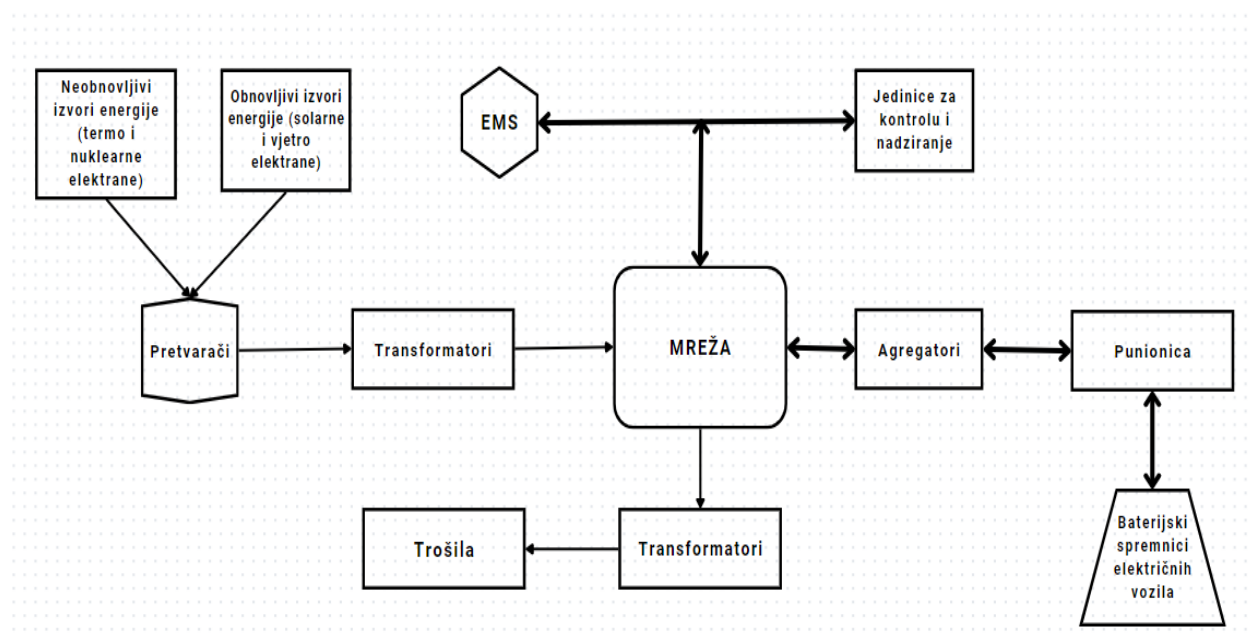 Neobnovljivi
izvori energije
(termo i
nuklearne
elektrane)
Obnovljivi izvori
energije (solarne
i vjetro
elektrane)
EMS
Jedinice za
kontrolu i
nadziranje
Pretvarači
Transformatori
MREŽA
Agregatori
Punionica
Trošila
Transformatori
Baterijski
spremnici
električnih
vozila